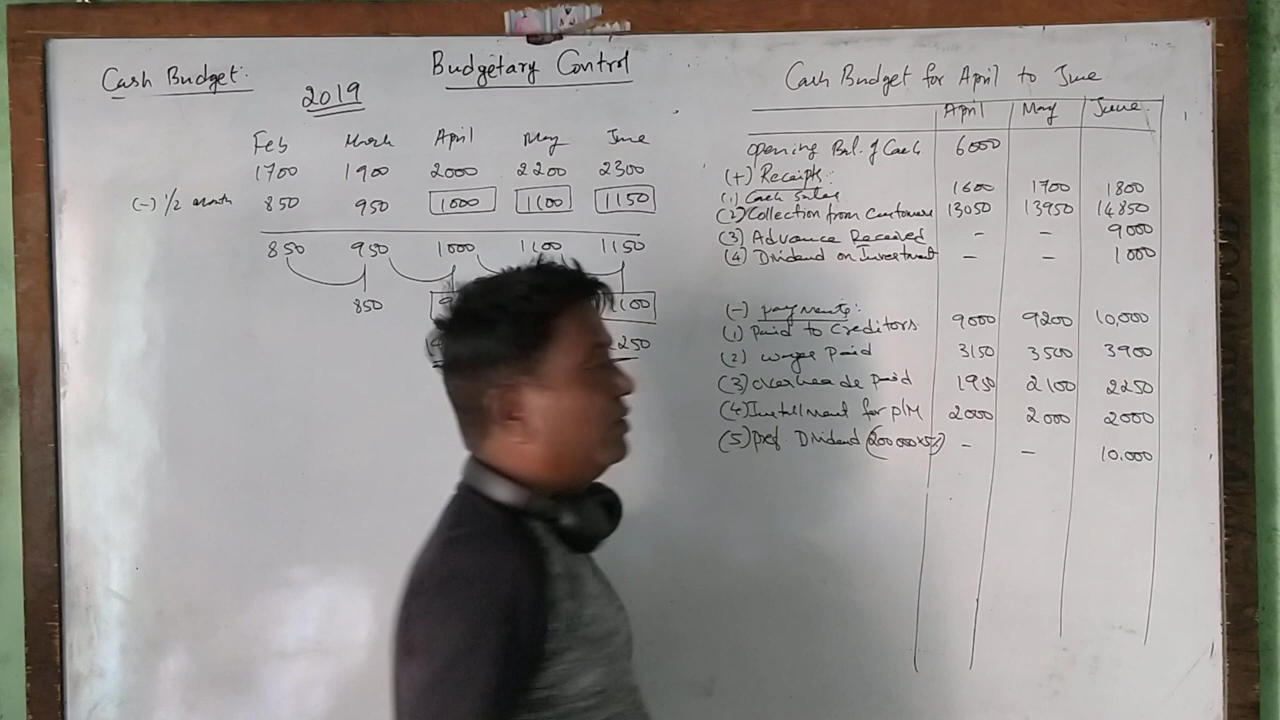 Cash Budget:
Budgetary Control
2019
Feb March April May June
1700 1900 2000 2200 2300
(-) 1/2 month 850 950 1000 1100 1150
850 950 1000 1100 1150
850 1100
250
Cash Budget for April to June
April May June
opening Bal. of Cash 6000
(+) Receipts:
(1) Cash Sales 1600 1700 1800
(2) Collection from Customers 13050 13950 14850
(3) Advance Received - - 9000
(4) Dividend on Investment - - 1000
(-) payments:
(1) Paid to Creditors 9000 9200 10,000
(2) wages Paid 3150 3500 3900
(3) overheads Paid 1950 2100 2250
(4) Installment for P/M 2000 2000 2000
(5) Pref. Dividend (200000x5%) - - 10,000